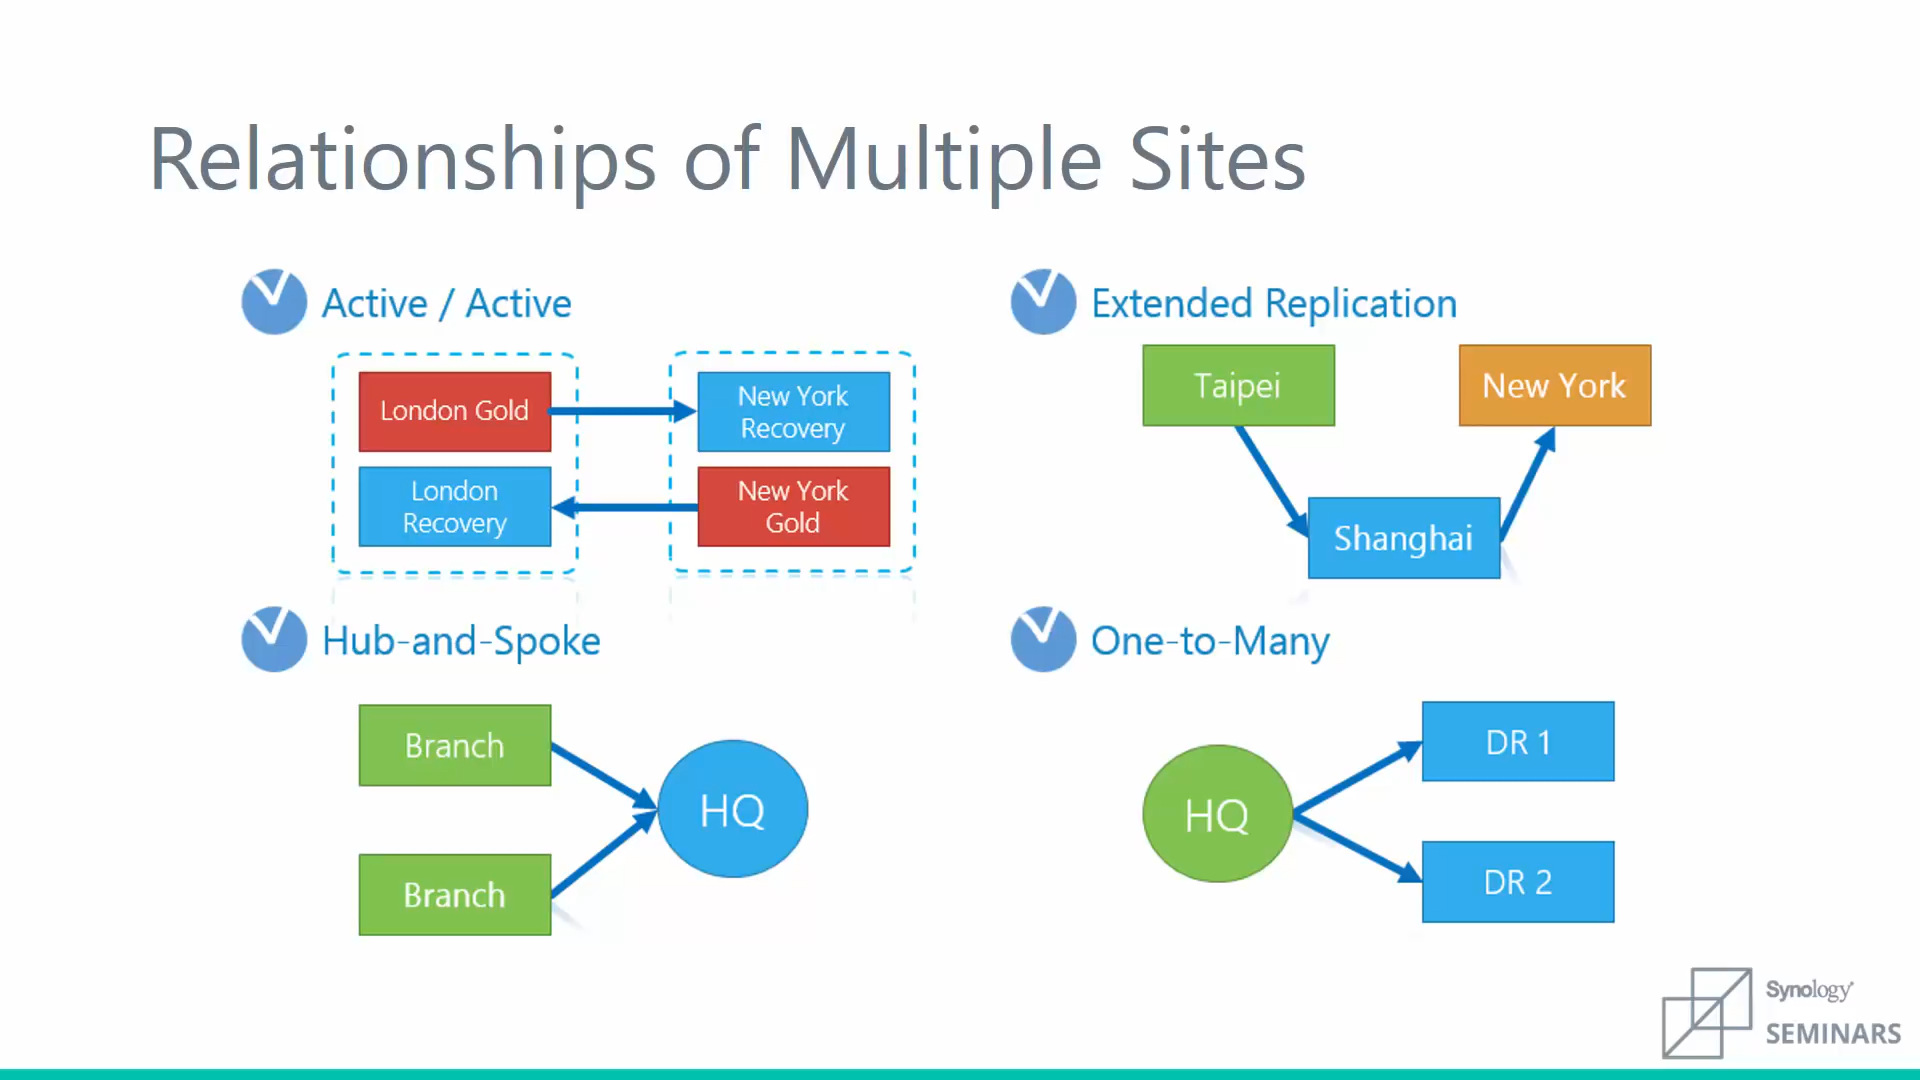 Relationships of Multiple Sites
Active / Active
London Gold
New York
Recovery
London
Recovery
New York
Gold
Extended Replication
Taipei
New York
Shanghai
Hub-and-Spoke
Branch
HQ
Branch
One-to-Many
HQ
DR 1
DR 2
Synology
SEMINARS